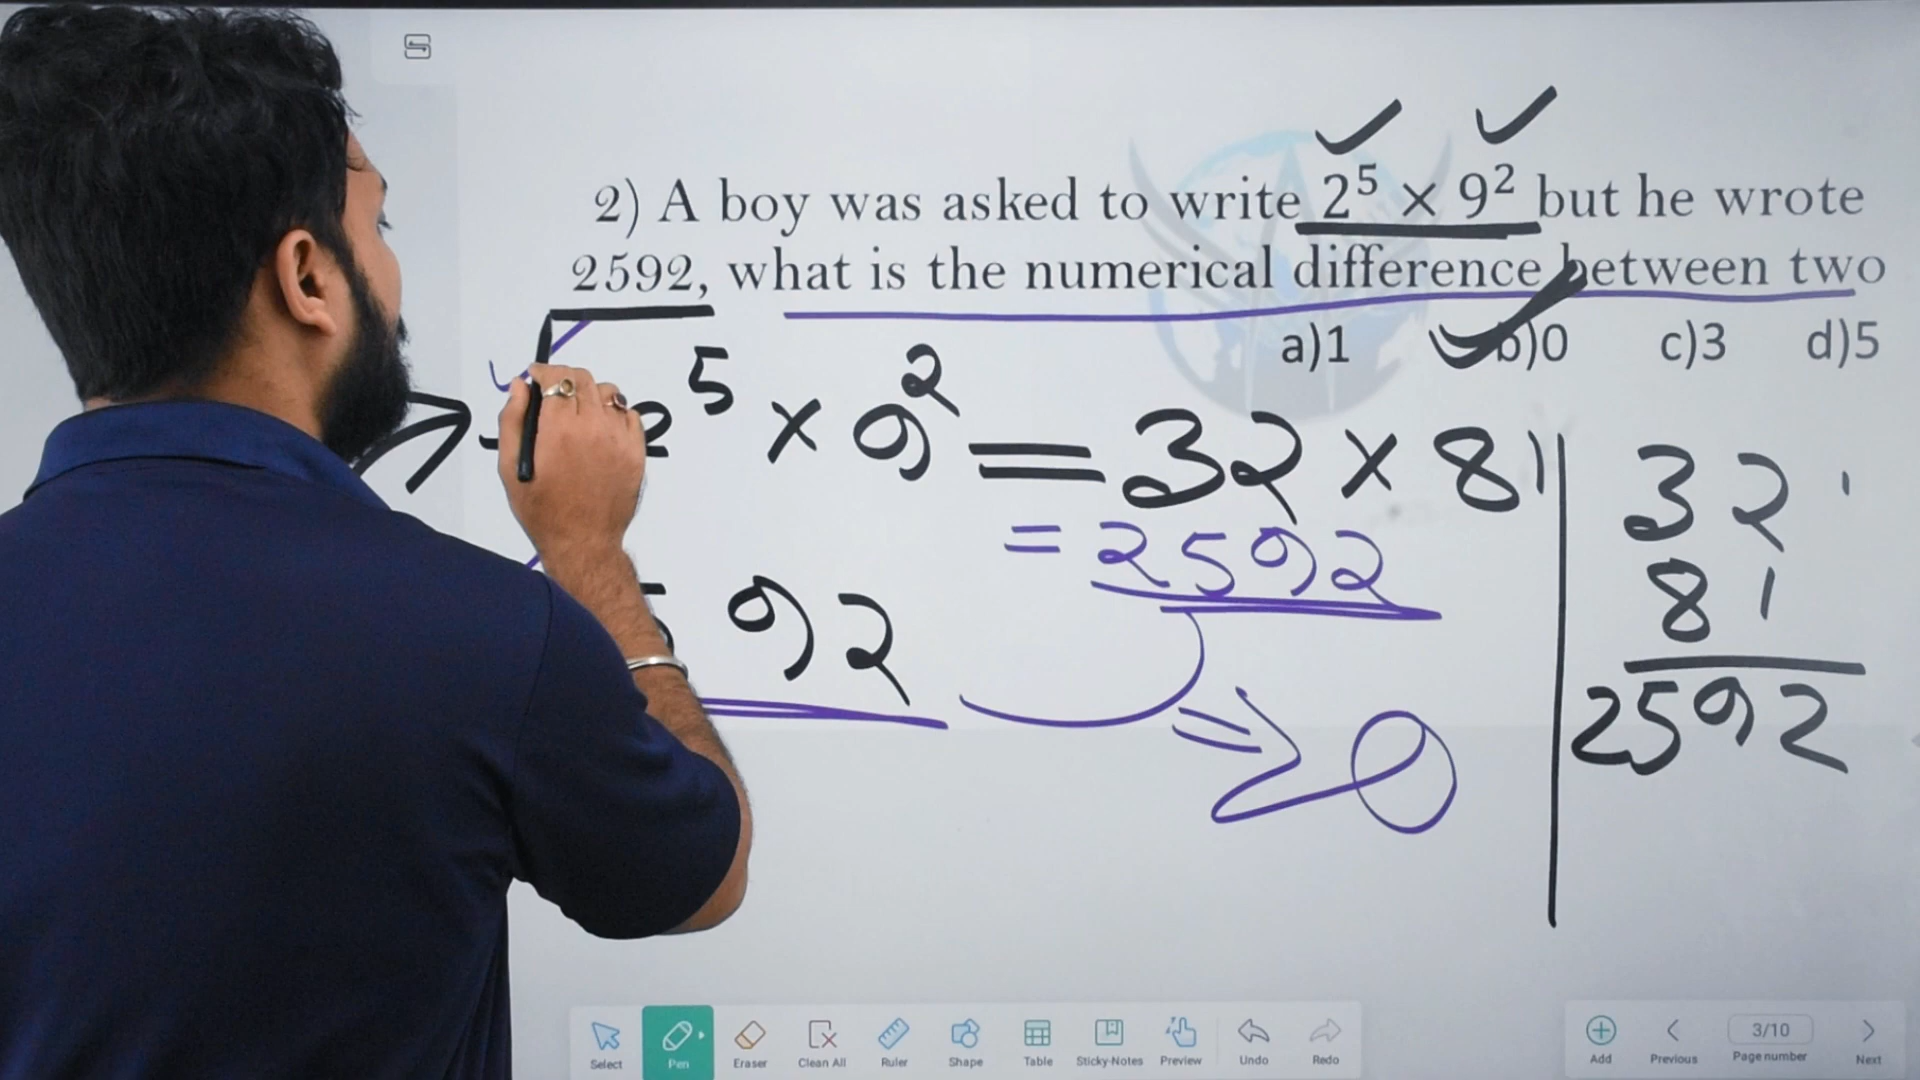 2) A boy was asked to write 2⁵ × 9² but he wrote
2592, what is the numerical difference between two
a)1 b)0 c)3 d)5
2⁵ × 9² = 32 × 81
= 2592
5 92
⇒ 0
32
81
2592
Select Pen Eraser Clean All Ruler Shape Table Sticky-Notes Preview Undo Redo
Add Previous 3/10 Page number Next